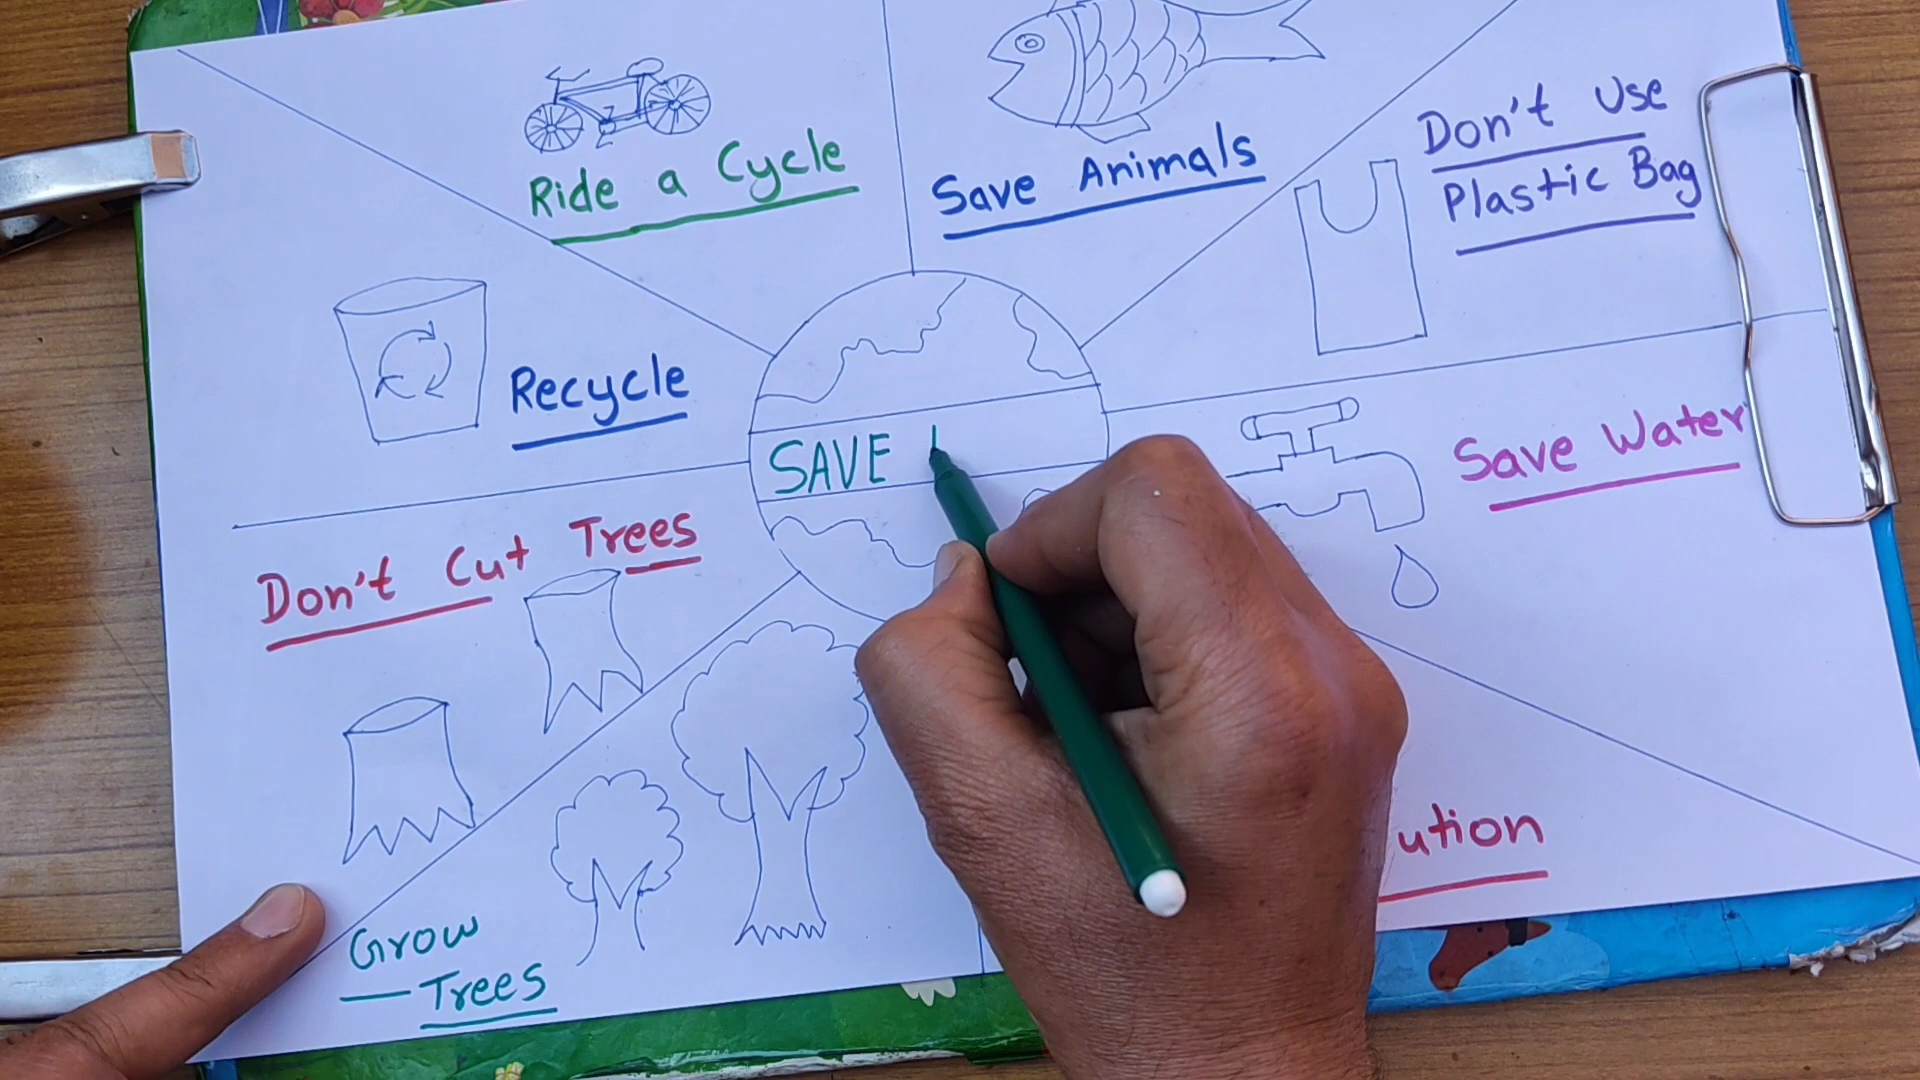 Ride a Cycle
Save Animals
Don't Use
Plastic Bag
Recycle
SAVE
Save Water
Don't Cut Trees
ution
Grow
Trees